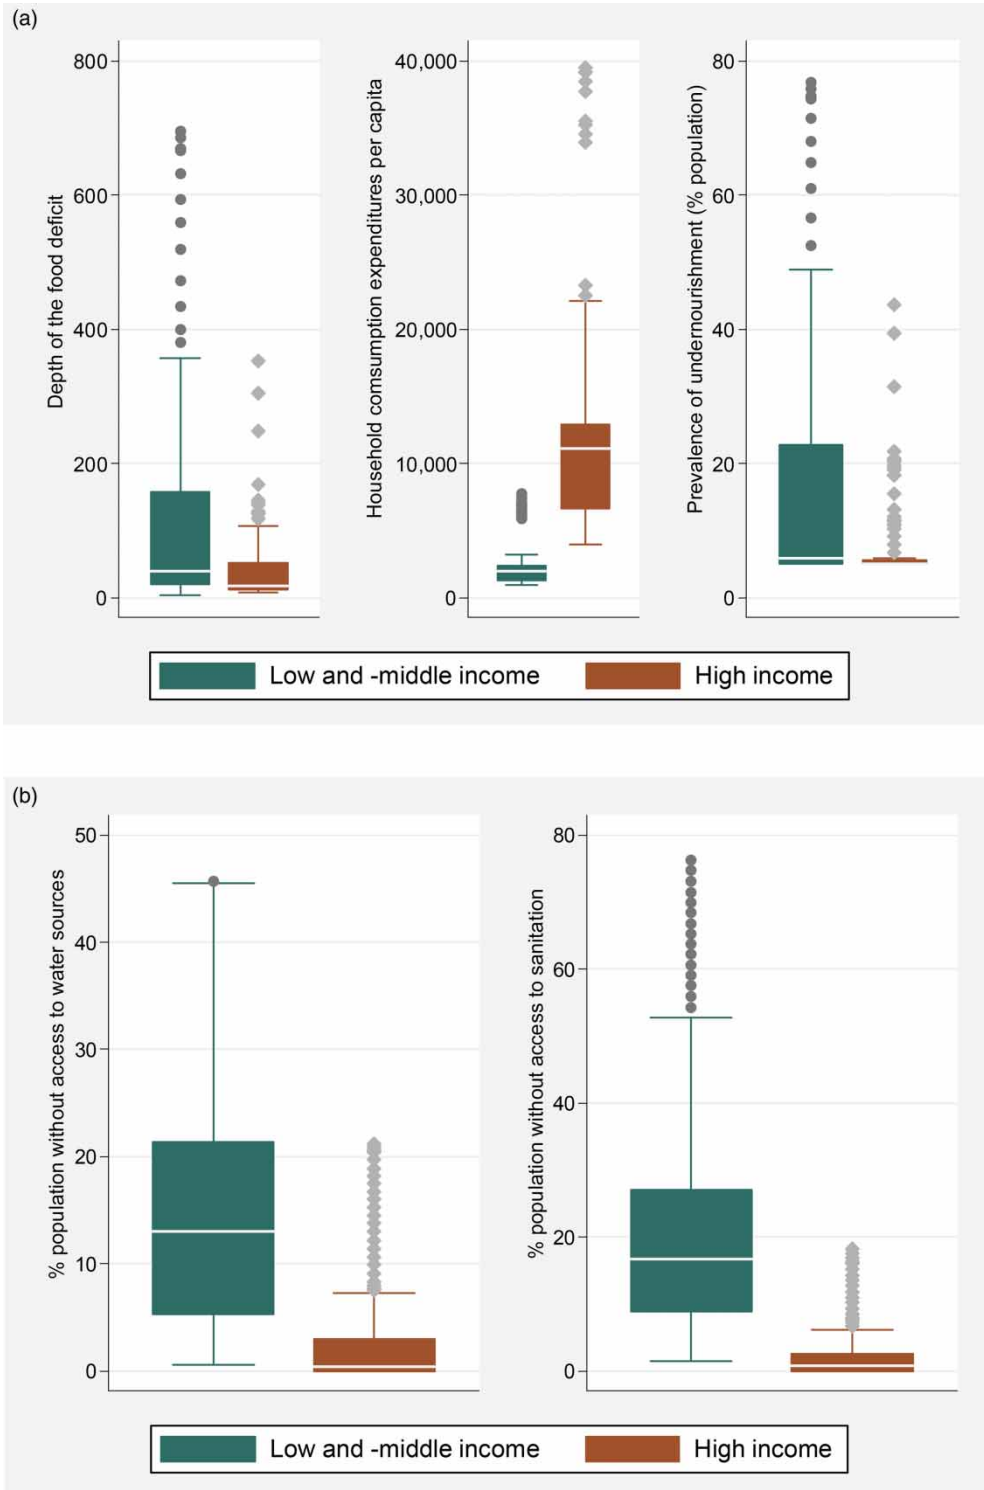 (a)
Depth of the food deficit
800
600
400
200
0
Household comsumption expenditures per capita
40,000
30,000
20,000
10,000
0
Prevalence of undernourishment (% population)
80
60
40
20
0
Low and -middle income
High income
(b)
% population without access to water sources
50
40
30
20
10
0
% population without access to sanitation
80
60
40
20
0
Low and -middle income
High income